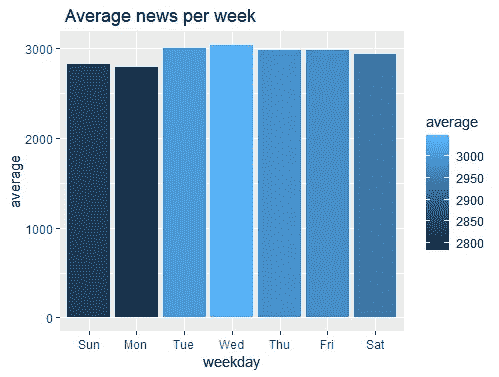 Average news per week
3000
2000
1000
0
average
Sun Mon Tue Wed Thu Fri Sat
weekday
average
3000
2950
2900
2850
2800